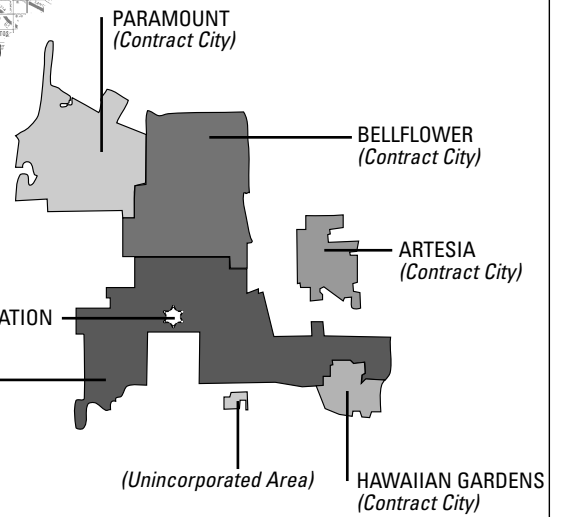 PARAMOUNT
(Contract City)
BELLFLOWER
(Contract City)
ARTESIA
(Contract City)
ATION
(Unincorporated Area)
HAWAIIAN GARDENS
(Contract City)